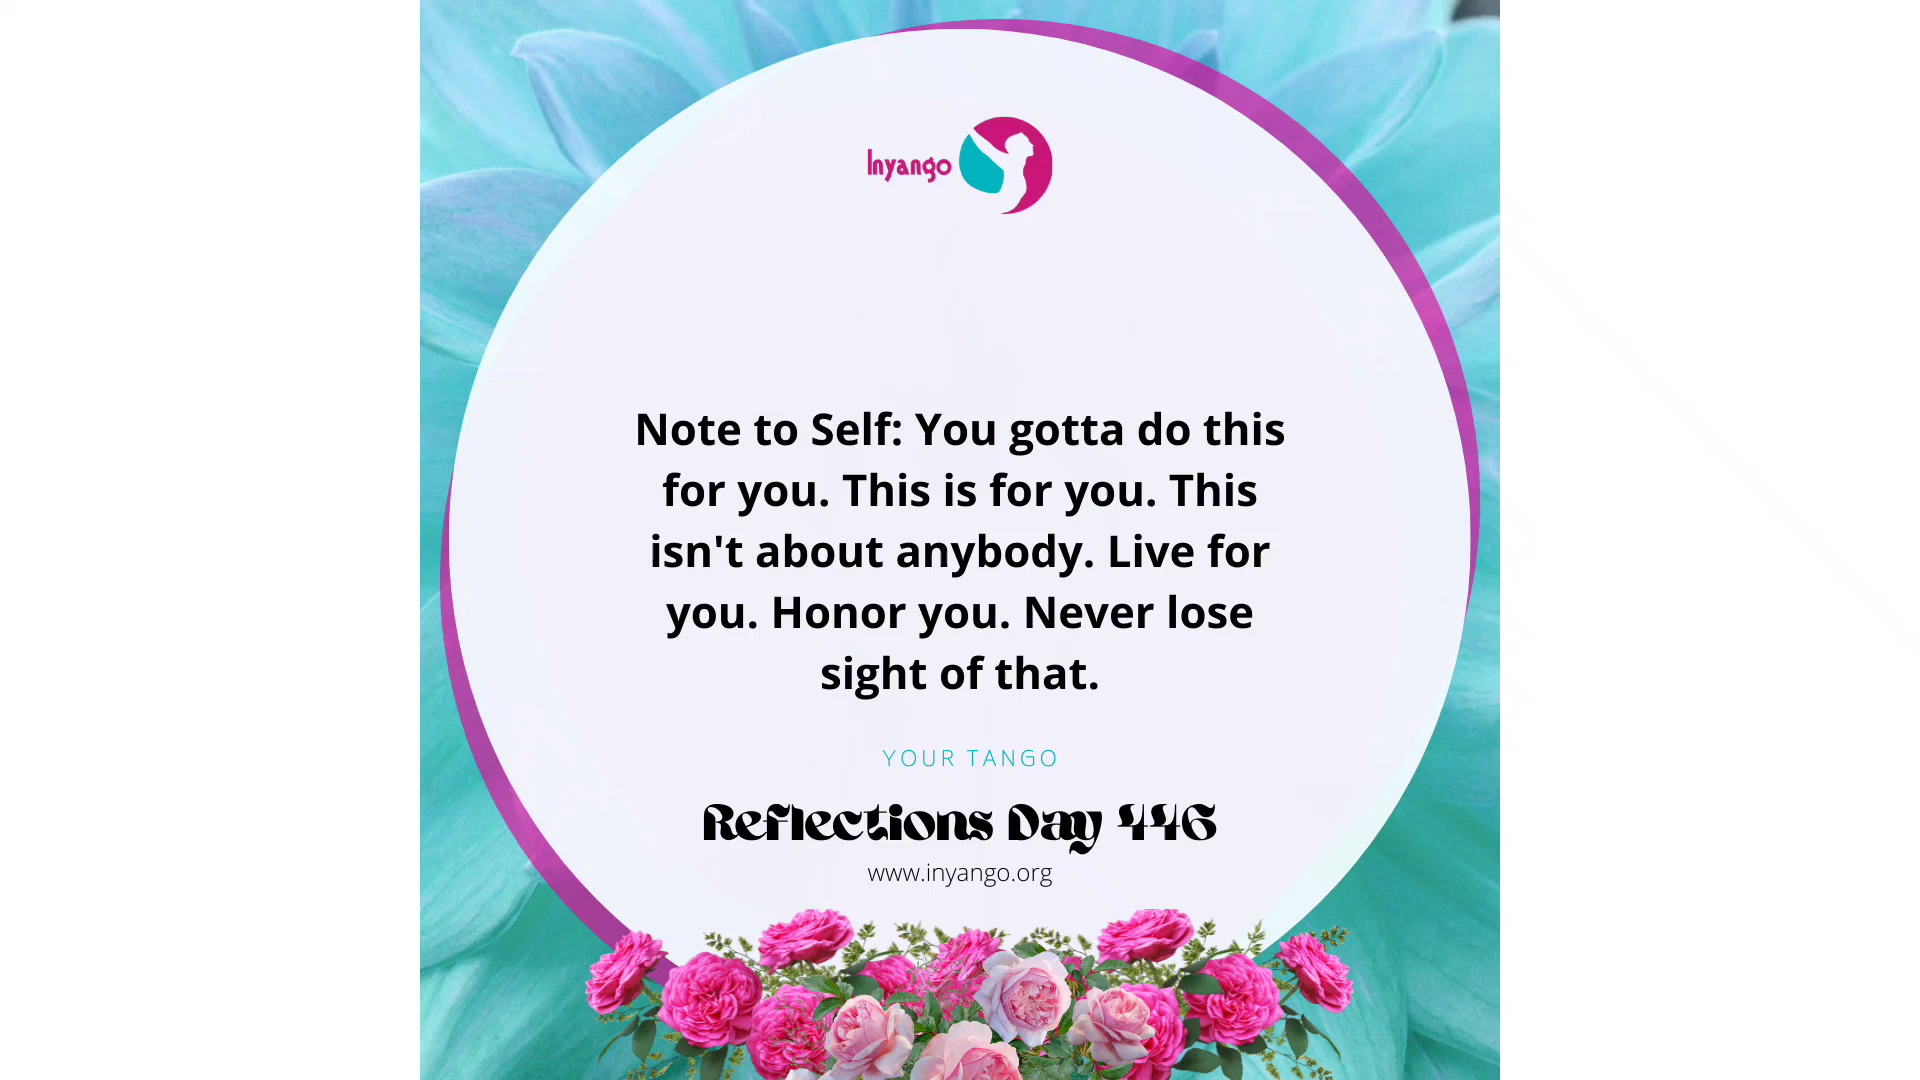 Inyango
Note to Self: You gotta do this
for you. This is for you. This
isn't about anybody. Live for
you. Honor you. Never lose
sight of that.
YOUR TANGO
Reflections Day 446
www.inyango.org